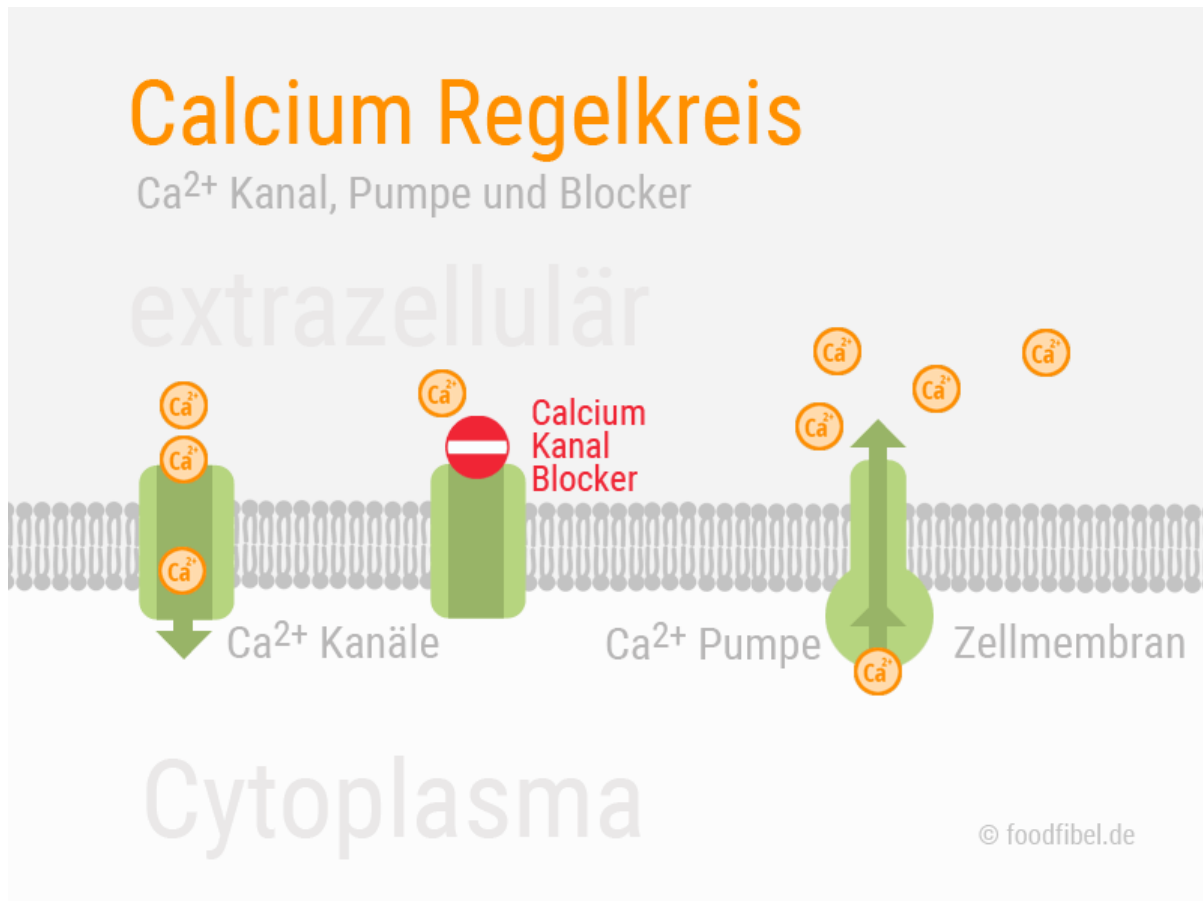 Calcium Regelkreis
Ca²⁺ Kanal, Pumpe und Blocker
extrazellulär
Ca²⁺
Ca²⁺
Ca²⁺
Ca²⁺
Calcium
Kanal
Blocker
Ca²⁺
Ca²⁺
Ca²⁺
Ca²⁺
Ca²⁺ Kanäle
Ca²⁺ Pumpe
Zellmembran
Ca²⁺
Cytoplasma
© foodfibel.de